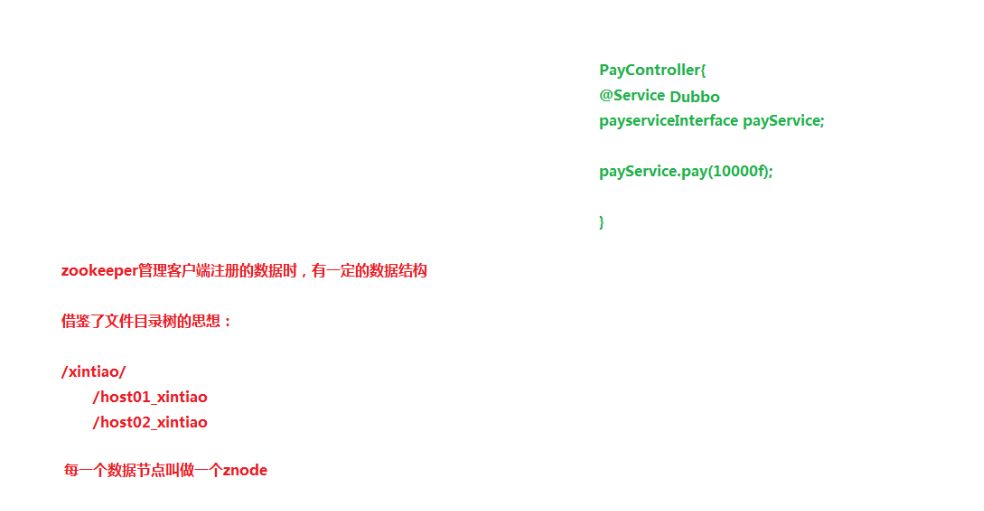 PayController{
@Service Dubbo
payserviceInterface payService;
payService.pay(10000f);
}
zookeeper管理客户端注册的数据时，有一定的数据结构
借鉴了文件目录树的思想：
/xintiao/
/host01_xintiao
/host02_xintiao
每一个数据节点叫做一个znode